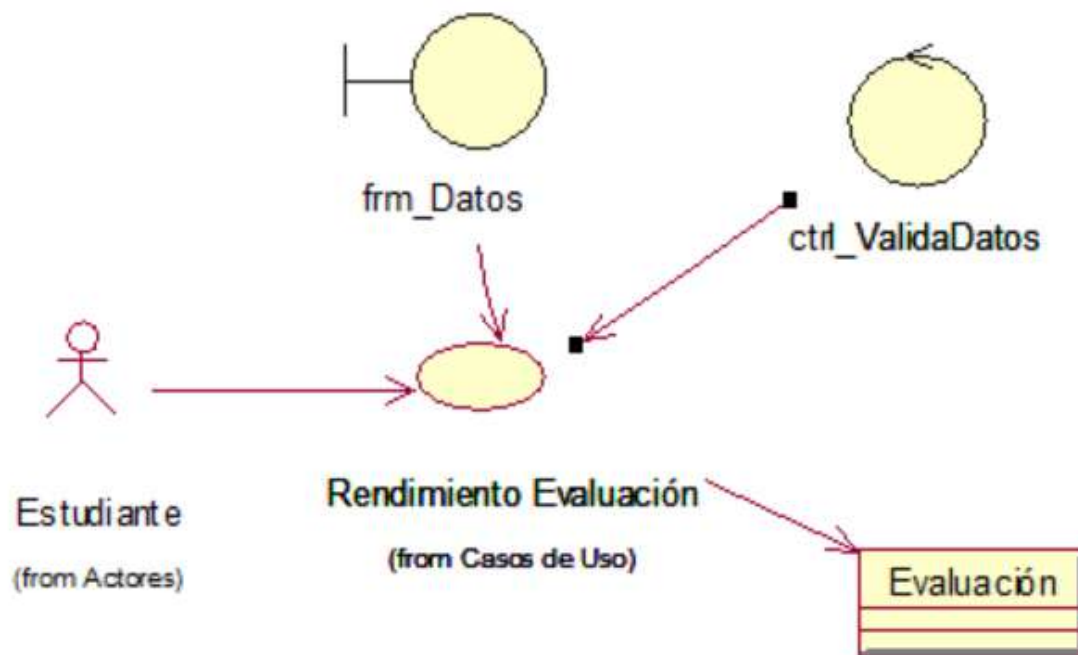 frm_Datos
ctrl_ValidaDatos
Estudiante
(from Actores)
Rendimiento Evaluación
(from Casos de Uso)
Evaluación